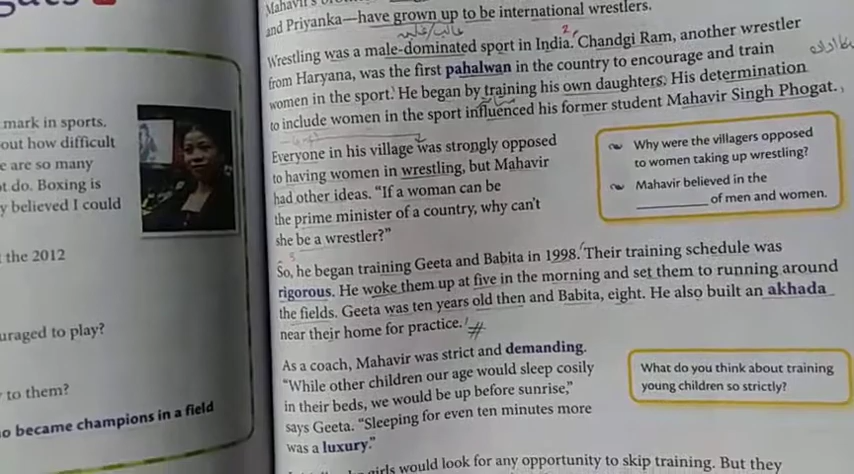 mark in sports.
out how difficult
e are so many
t do. Boxing is
y believed I could
the 2012
uraged to play?
to them?
o became champions in a field
and Priyanka—have grown up to be international wrestlers.
Wrestling was a male-dominated sport in India. Chandgi Ram, another wrestler
from Haryana, was the first pahalwan in the country to encourage and train
women in the sport. He began by training his own daughters. His determination
to include women in the sport influenced his former student Mahavir Singh Phogat.
Everyone in his village was strongly opposed
to having women in wrestling, but Mahavir
had other ideas. “If a woman can be
the prime minister of a country, why can’t
she be a wrestler?”
Why were the villagers opposed
to women taking up wrestling?
Mahavir believed in the
__________ of men and women.
So, he began training Geeta and Babita in 1998. Their training schedule was
rigorous. He woke them up at five in the morning and set them to running around
the fields. Geeta was ten years old then and Babita, eight. He also built an akhada
near their home for practice.
As a coach, Mahavir was strict and demanding.
“While other children our age would sleep cosily
in their beds, we would be up before sunrise,”
says Geeta. “Sleeping for even ten minutes more
was a luxury.”
What do you think about training
young children so strictly?
girls would look for any opportunity to skip training. But they